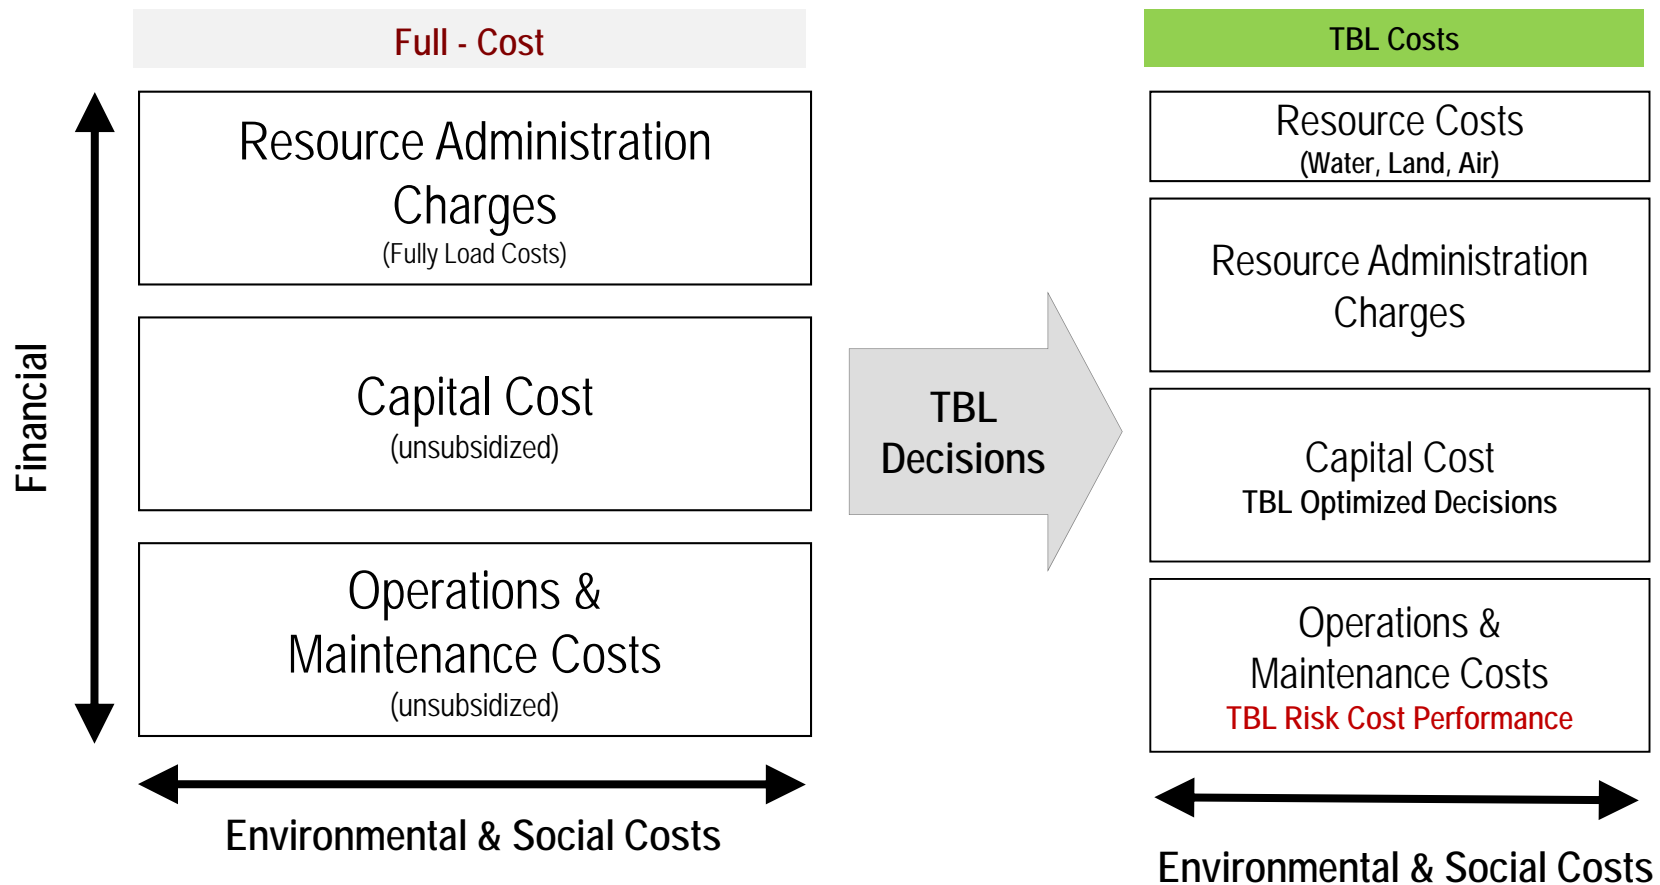 Full - Cost
Resource Administration
Charges
(Fully Load Costs)
Capital Cost
(unsubsidized)
Operations &
Maintenance Costs
(unsubsidized)
Financial
Environmental & Social Costs
TBL
Decisions
TBL Costs
Resource Costs
(Water, Land, Air)
Resource Administration
Charges
Capital Cost
TBL Optimized Decisions
Operations &
Maintenance Costs
TBL Risk Cost Performance
Environmental & Social Costs